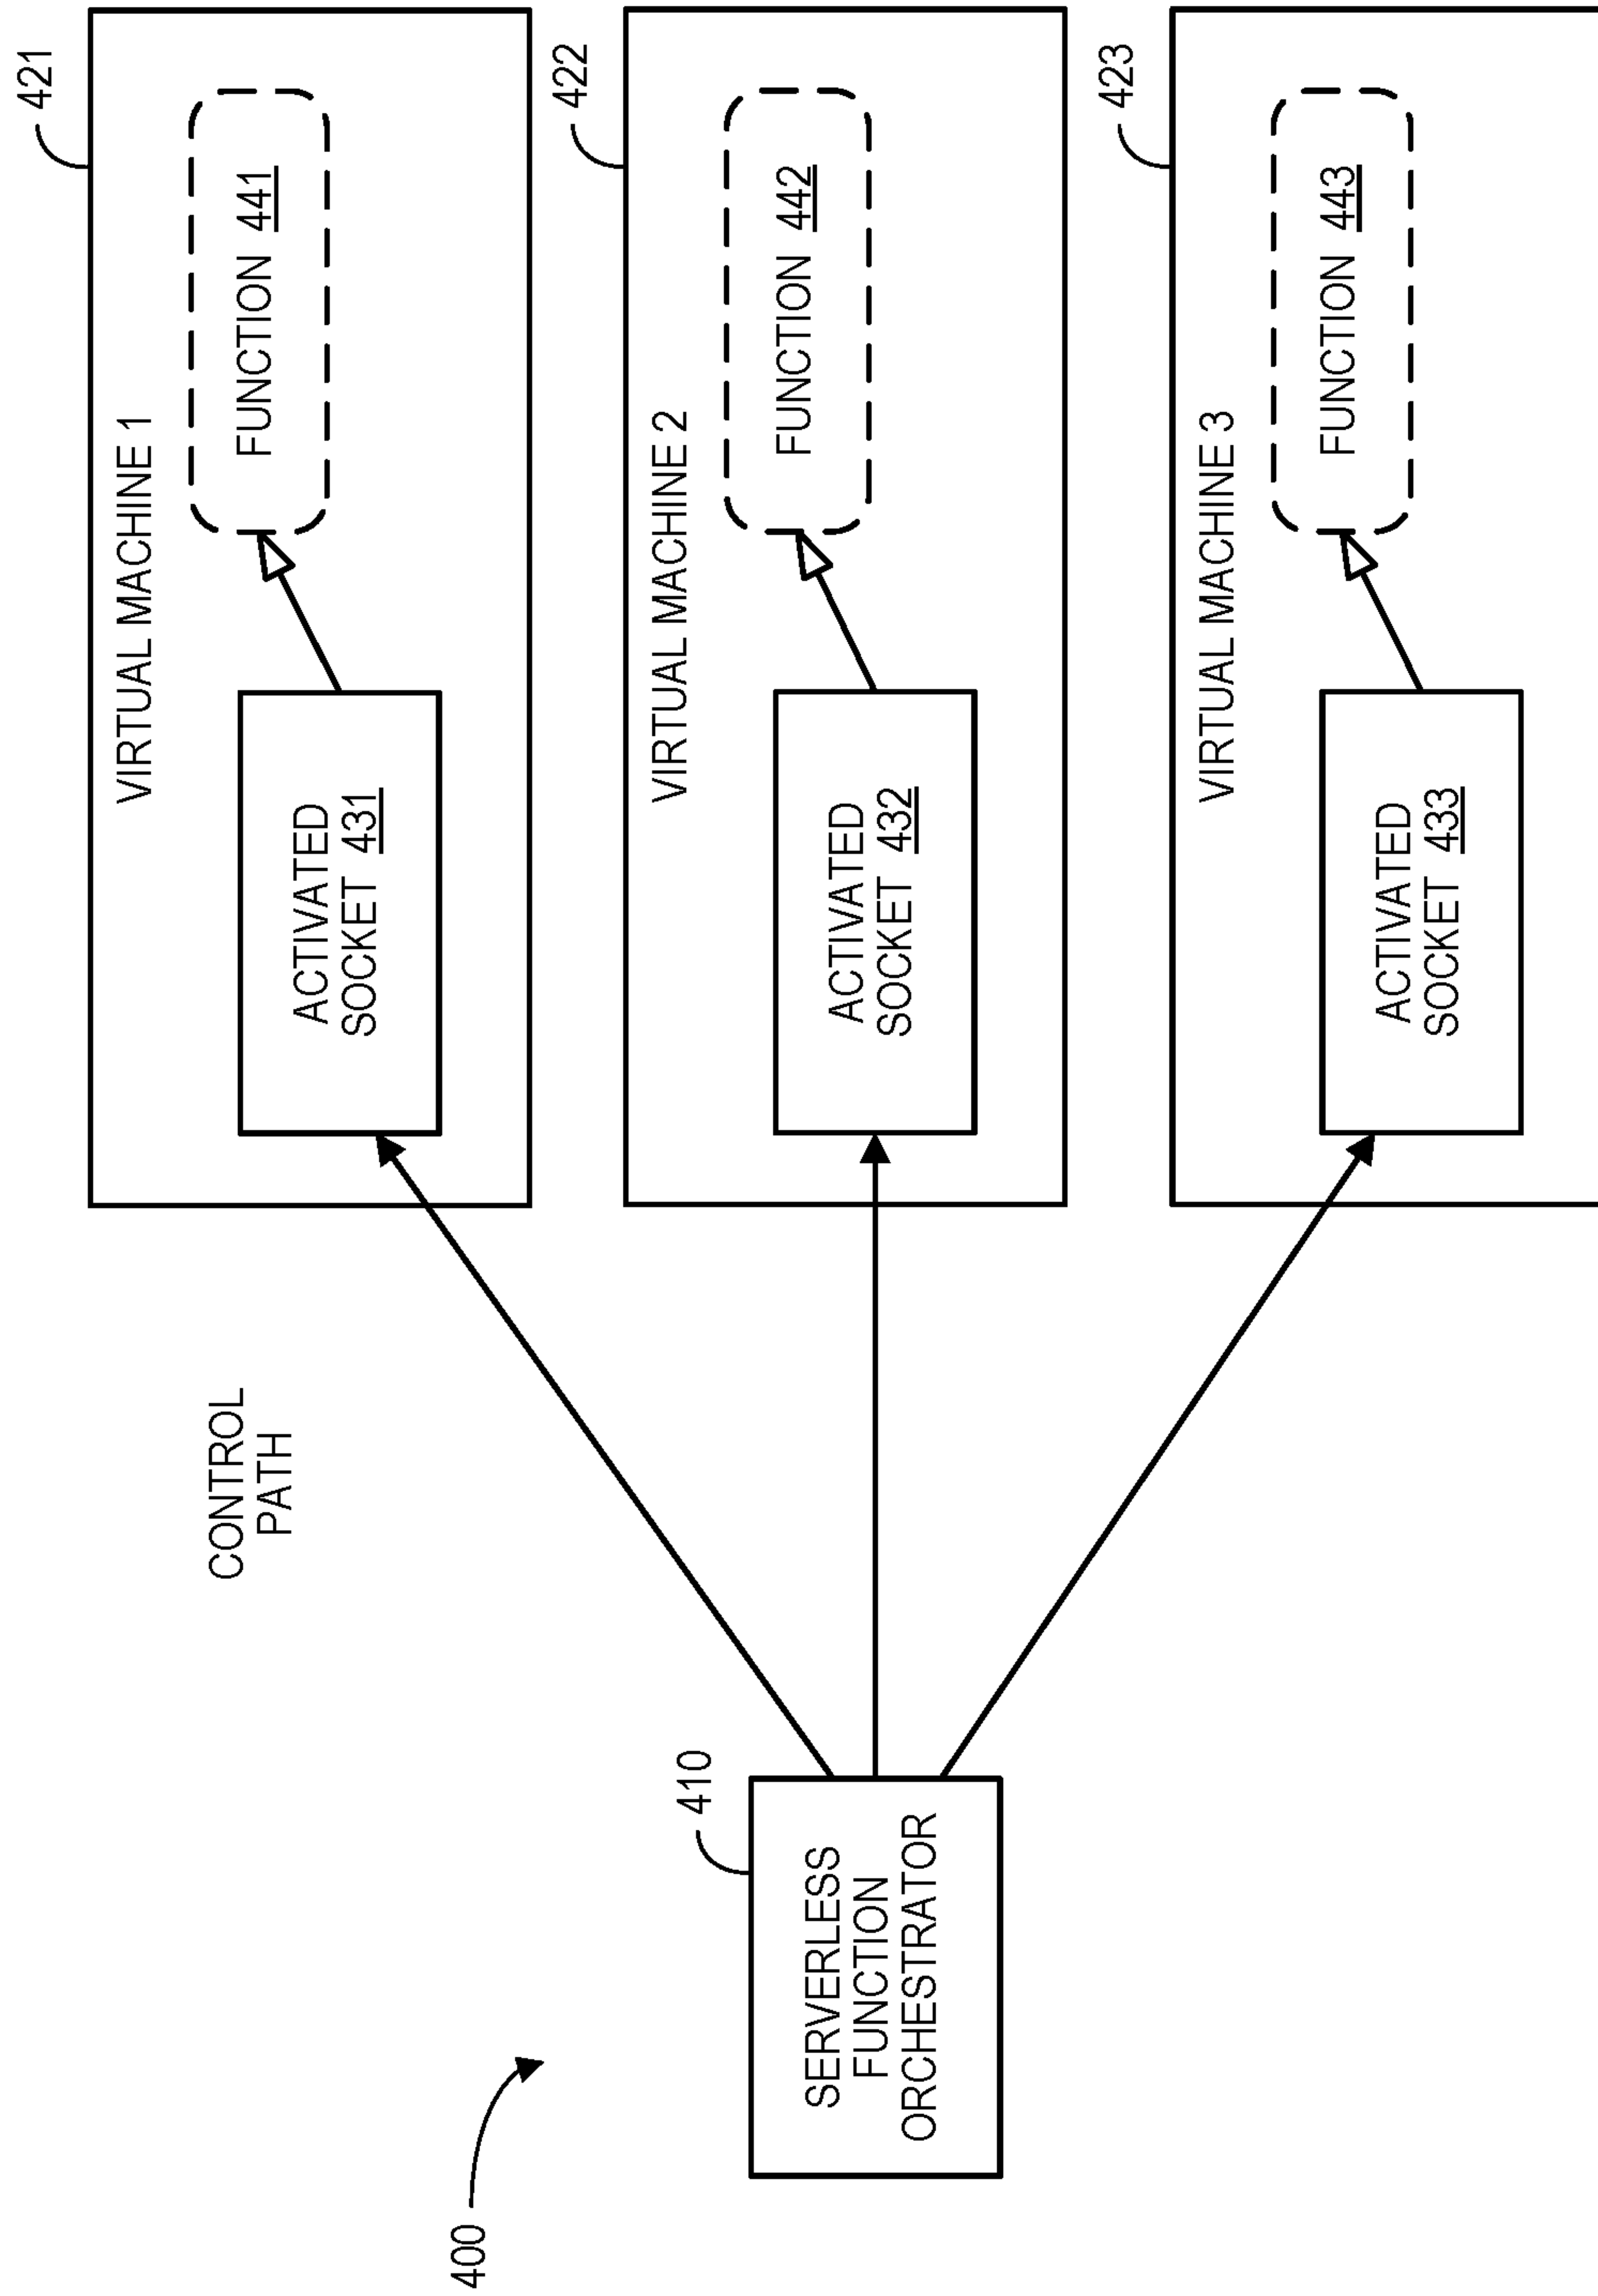 400
SERVERLESS
FUNCTION
ORCHESTRATOR
410
CONTROL
PATH
421
VIRTUAL MACHINE 1
ACTIVATED
SOCKET 431
FUNCTION 441
422
VIRTUAL MACHINE 2
ACTIVATED
SOCKET 432
FUNCTION 442
423
VIRTUAL MACHINE 3
ACTIVATED
SOCKET 433
FUNCTION 443